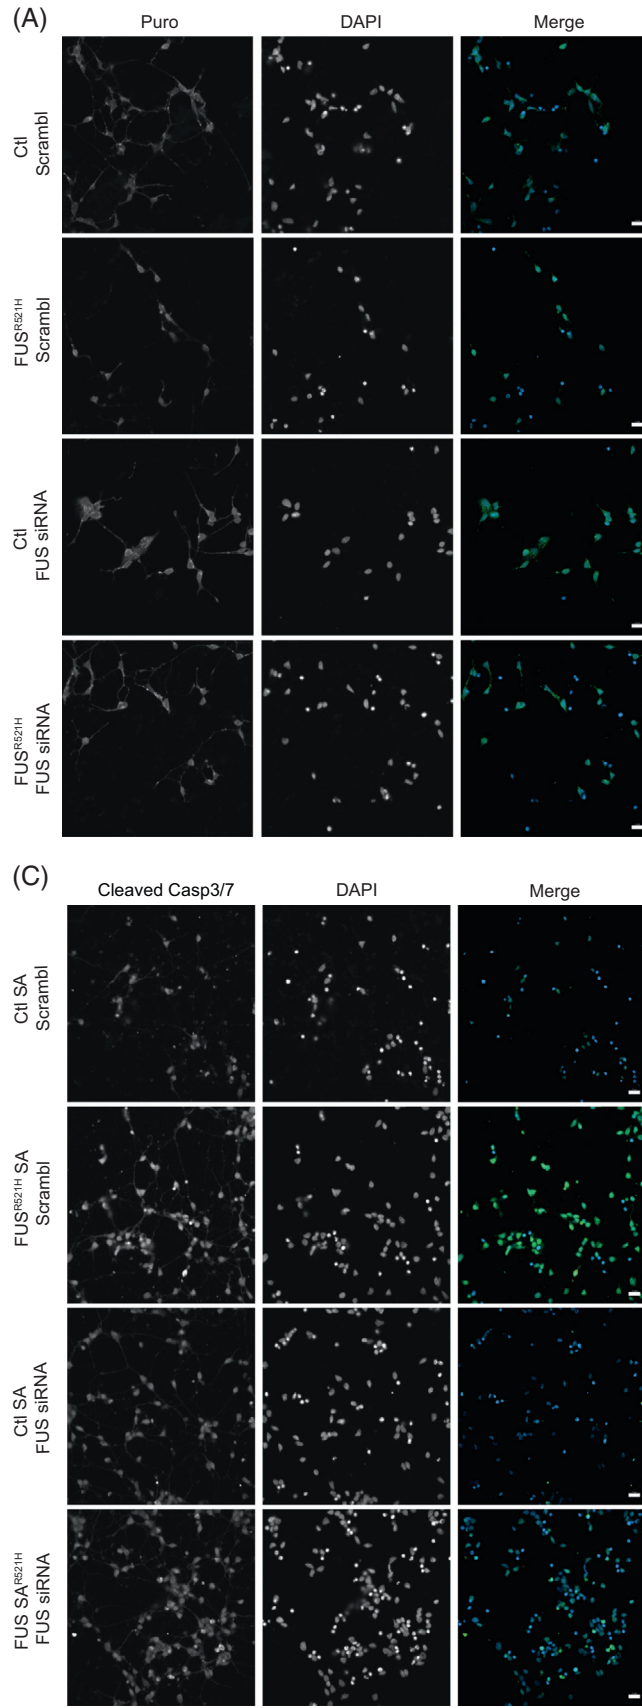 (A)
Puro DAPI Merge
Ctl
Scrambl
FUSᴿ⁵²¹ᴴ
Scrambl
Ctl
FUS siRNA
FUSᴿ⁵²¹ᴴ
FUS siRNA
(C)
Cleaved Casp3/7 DAPI Merge
Ctl SA
Scrambl
FUSᴿ⁵²¹ᴴ SA
Scrambl
Ctl SA
FUS siRNA
FUS SAᴿ⁵²¹ᴴ
FUS siRNA